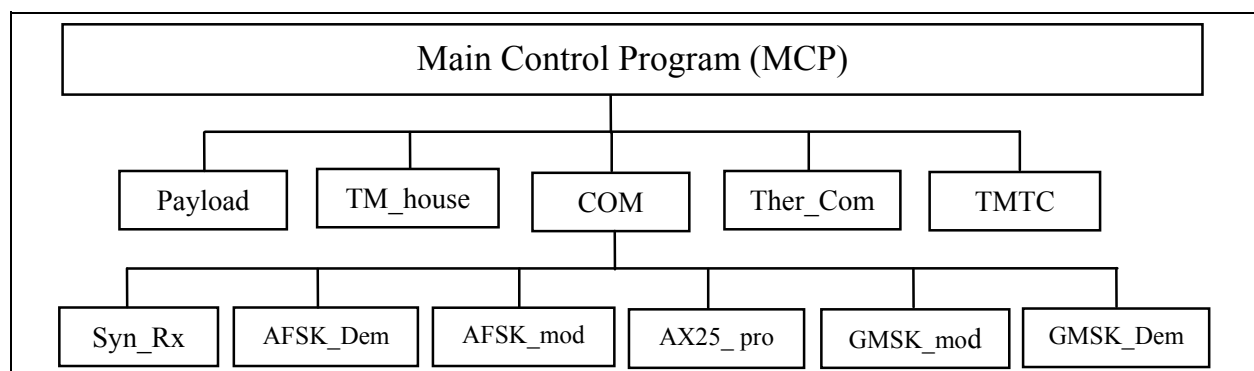 Main Control Program (MCP)
Payload TM_house COM Ther_Com TMTC
Syn_Rx AFSK_Dem AFSK_mod AX25_ pro GMSK_mod GMSK_Dem